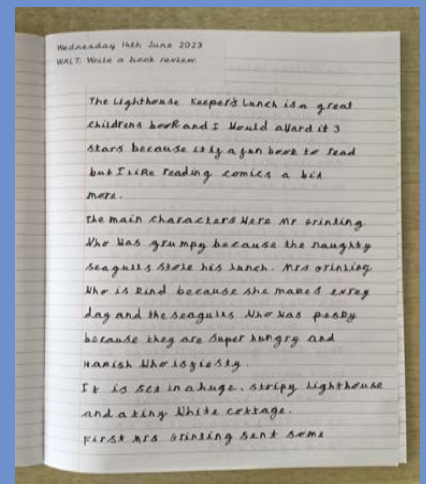 Wednesday 14th June 2023
WALT: Write a book review.
The Lighthouse Keeper's Lunch is a great
childrens book and I would award it 3
stars because it is a fun book to read
but I like reading comics a bid
more.
The main characters were Mr Grinling
who was grumpy because the naughty
seagulls stole his lunch. Mrs Grinling
who is kind because she makes evrey
day and the seagulls who was pesky
because they are super hungry and
Hamish who is fiesty.
It is set in a huge, stripy lighthouse
and a tiny white cottage.
First Mrs Grinling sent some